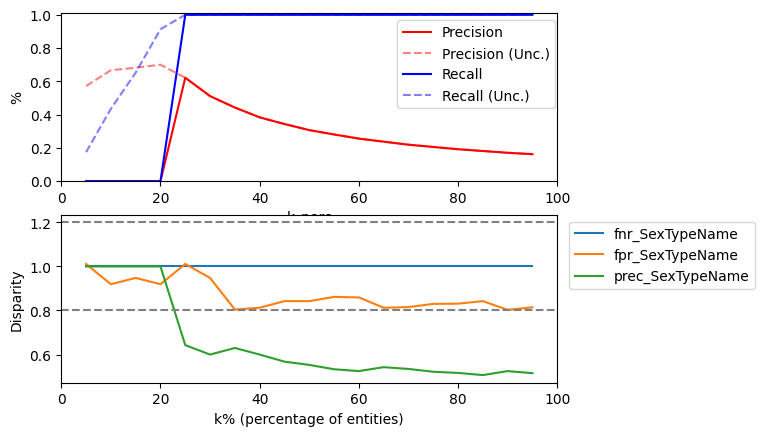 1.0
0.8
0.6
0.4
0.2
0.0
%
0 20 40 60 80 100
Precision
Precision (Unc.)
Recall
Recall (Unc.)
1.2
1.0
0.8
0.6
Disparity
0 20 40 60 80 100
k% (percentage of entities)
fnr_SexTypeName
fpr_SexTypeName
prec_SexTypeName